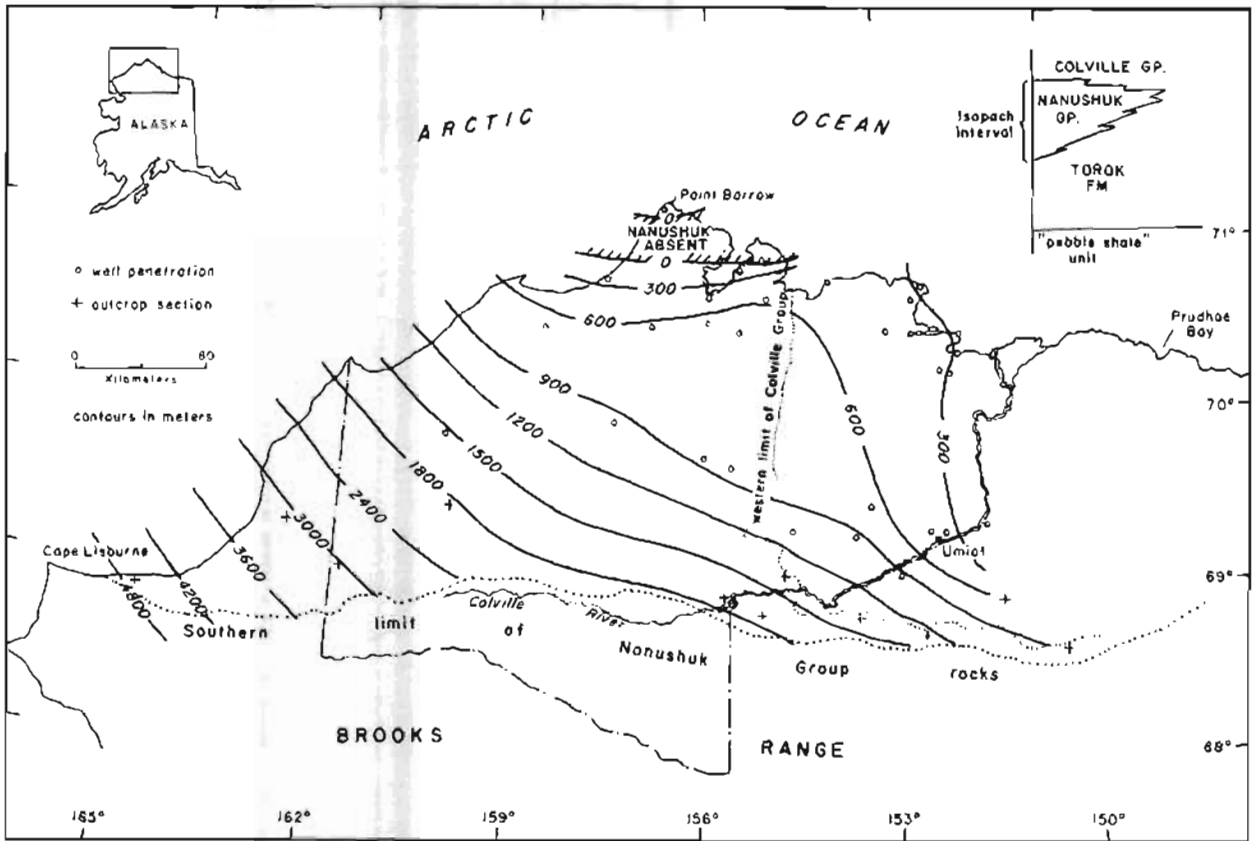 ALASKA
ARCTIC OCEAN
COLVILLE GP.
NANUSHUK
GP.
Isopach
interval
TOROK
FM
"pebble shale"
unit
71°
Point Barrow
0
NANUSHUK
ABSENT
0
o well penetration
+ outcrop section
0 60
Kilometers
contours in meters
300
600
900
1200
1500
1800
2400
3000
3600
4200
4800
600
300
Western limit of Colville Group
Prudhoe
Bay
70°
Cape Lisburne
Umiat
69°
Colville River
Southern limit of Nanushuk Group rocks
BROOKS RANGE
68°
165° 162° 159° 156° 153° 150°